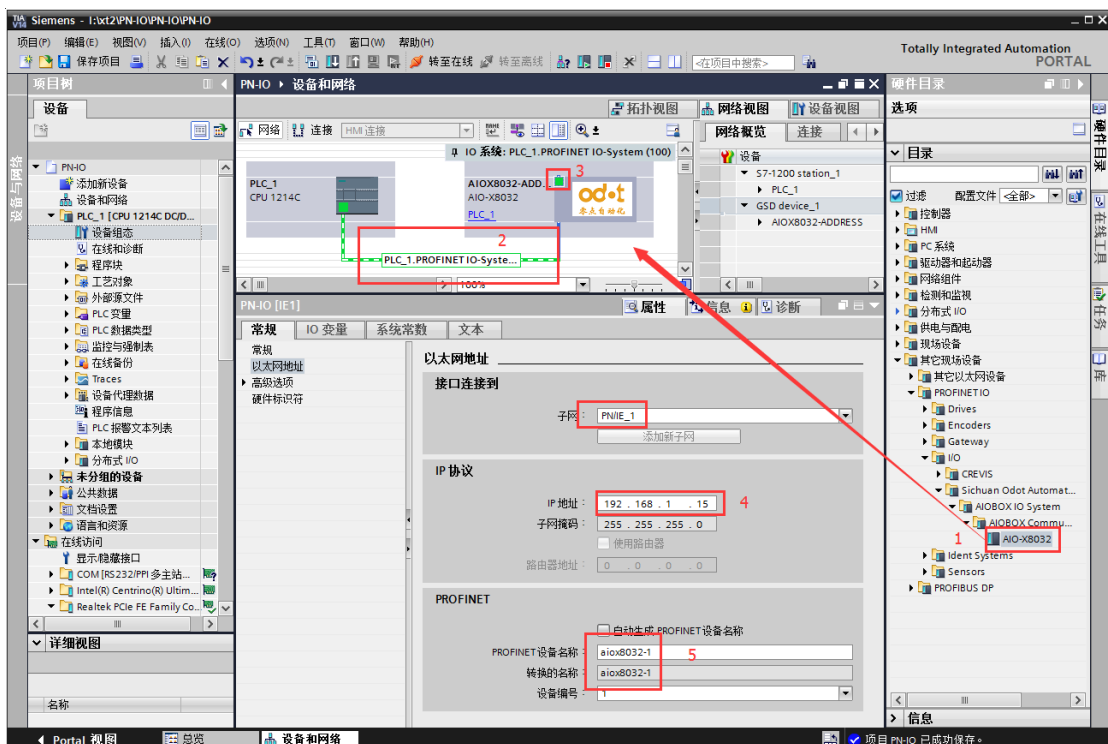 TIA V14 Siemens - I:\xt2\PN-IO\PN-IO\PN-IO
项目(P) 编辑(E) 视图(V) 插入(I) 在线(O) 选项(N) 工具(T) 窗口(W) 帮助(H)
Totally Integrated Automation
PORTAL
保存项目 转至在线 转至离线 <在项目中搜索>
项目树
设备
设备与网络
PN-IO
添加新设备
设备和网络
PLC_1 [CPU 1214C DC/D...
设备组态
在线和诊断
程序块
工艺对象
外部源文件
PLC 变量
PLC 数据类型
监控与强制表
在线备份
Traces
设备代理数据
程序信息
PLC 报警文本列表
本地模块
分布式 I/O
未分组的设备
公共数据
文档设置
语言和资源
在线访问
显示/隐藏接口
COM [RS232/PPI 多主站...
Intel(R) Centrino(R) Ultim...
Realtek PCIe FE Family Co...
详细视图
名称
PN-IO ▸ 设备和网络
拓扑视图 网络视图 设备视图
网络 连接 HMI 连接
网络概览 连接
IO 系统: PLC_1.PROFINET IO-System (100)
PLC_1
CPU 1214C
AIOX8032-ADD...
AIO-X8032
PLC_1
3
odot
零点自动化
2
PLC_1.PROFINET IO-Syste...
100%
设备
S7-1200 station_1
PLC_1
GSD device_1
AIOX8032-ADDRESS
PN-IO [IE1]
属性 信息 诊断
常规 IO 变量 系统常数 文本
常规
以太网地址
高级选项
硬件标识符
以太网地址
接口连接到
子网: PN/IE_1
添加新子网
IP 协议
IP 地址: 192 . 168 . 1 . 15 4
子网掩码: 255 . 255 . 255 . 0
使用路由器
路由器地址: 0 . 0 . 0 . 0
PROFINET
自动生成 PROFINET 设备名称
PROFINET 设备名称: aiox8032-1 5
转换的名称: aiox8032-1
设备编号: 1
硬件目录
选项
目录
过滤 配置文件 <全部>
控制器
HMI
PC 系统
驱动器和起动器
网络组件
检测和监视
分布式 I/O
供电与配电
现场设备
其它现场设备
其它以太网设备
PROFINET IO
Drives
Encoders
Gateway
I/O
CREVIS
Sichuan Odot Automat...
AIOBOX IO System
AIOBOX Commu...
1 AIO-X8032
Ident Systems
Sensors
PROFIBUS DP
信息
硬件目录
在线工具
任务
库
Portal 视图 总览 设备和网络 项目 PN-IO 已成功保存。